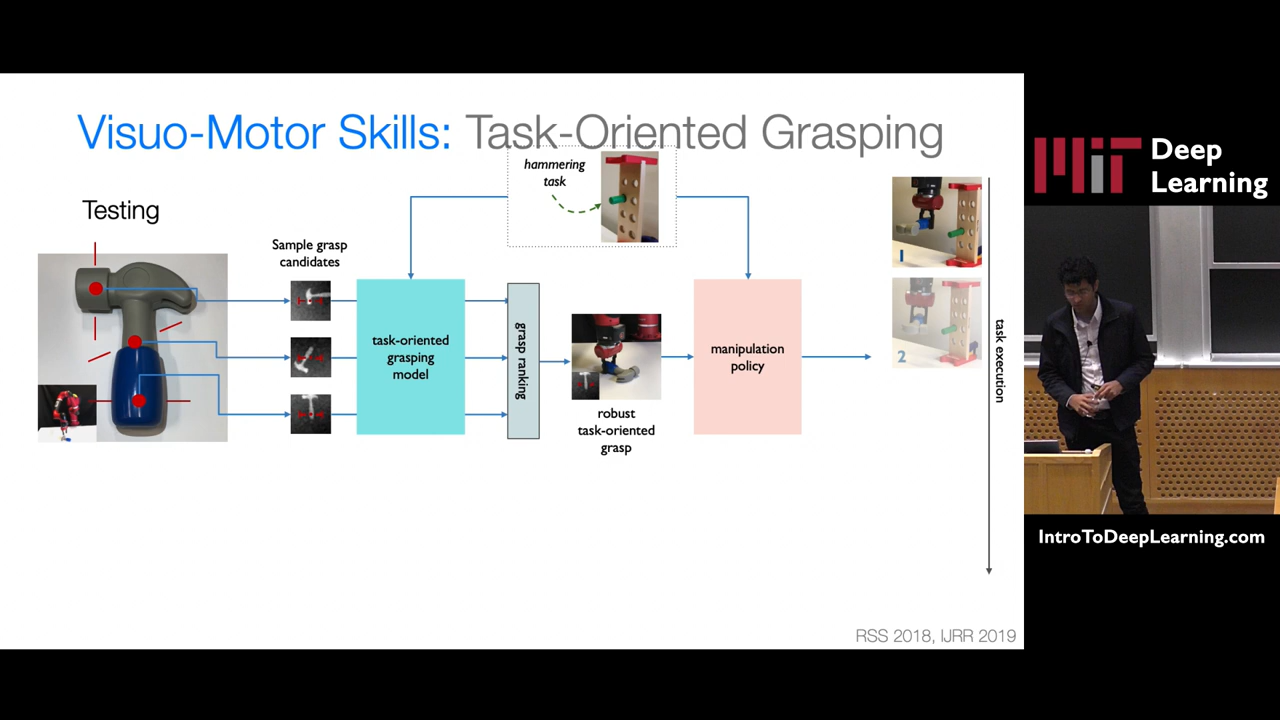 Visuo-Motor Skills: Task-Oriented Grasping
hammering
task
Testing
Sample grasp
candidates
task-oriented
grasping
model
grasp ranking
robust
task-oriented
grasp
manipulation
policy
1
2
task execution
RSS 2018, IJRR 2019
MIT
Deep
Learning
IntroToDeepLearning.com